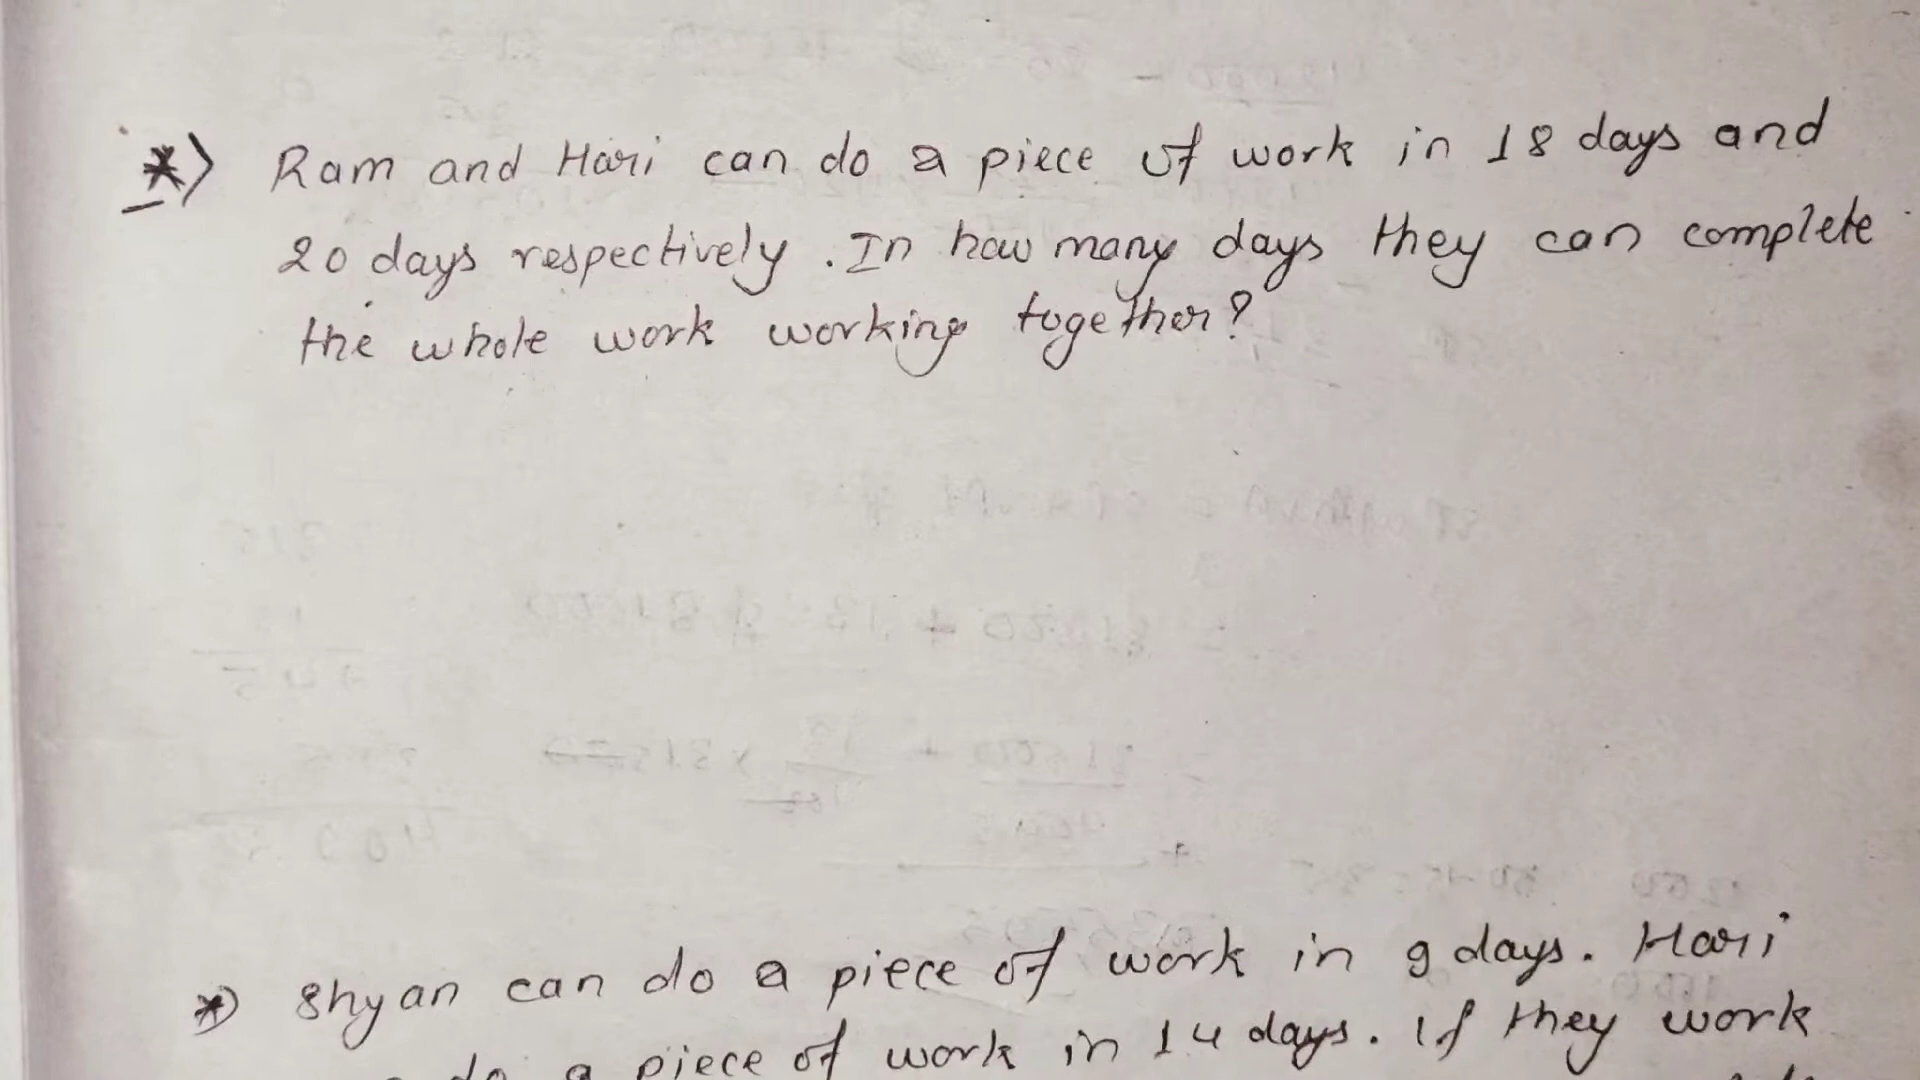 *) Ram and Hari can do a piece of work in 18 days and
20 days respectively. In how many days they can complete
the whole work working together?
*) Shyan can do a piece of work in 9 days. Hari
do a piece of work in 14 days. If they work